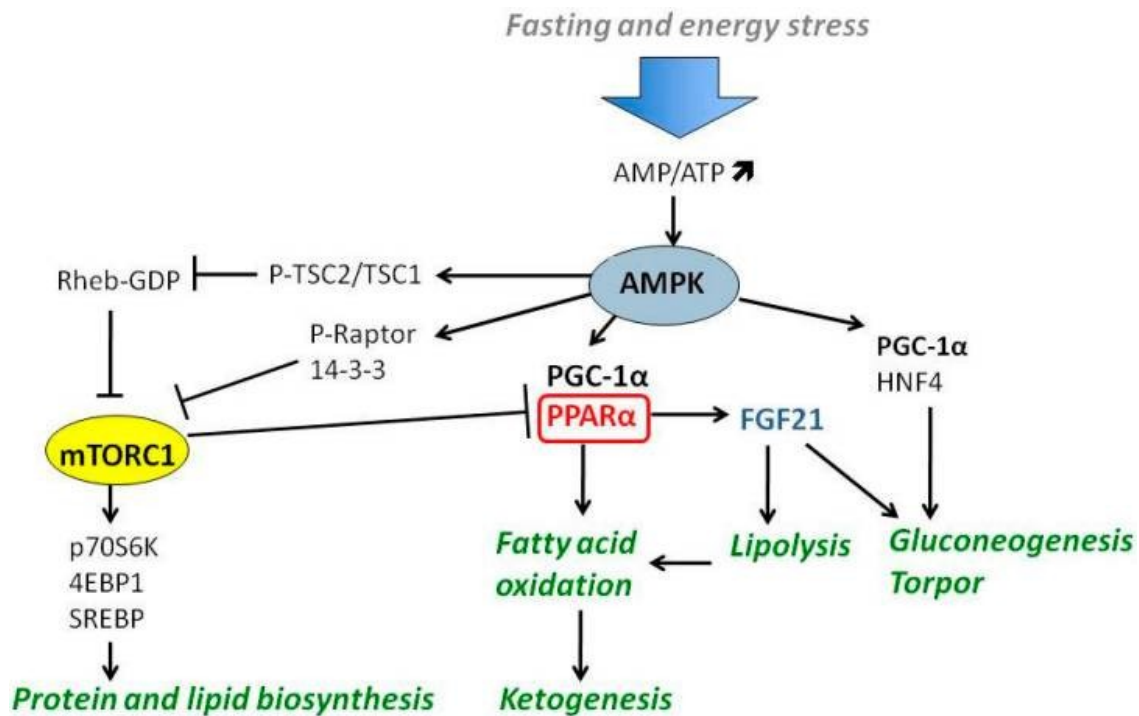 Fasting and energy stress
AMP/ATP
AMPK
Rheb-GDP
P-TSC2/TSC1
P-Raptor
14-3-3
PGC-1α
HNF4
PGC-1α
PPARα
FGF21
mTORC1
p70S6K
4EBP1
SREBP
Fatty acid
oxidation
Lipolysis
Gluconeogenesis
Torpor
Protein and lipid biosynthesis
Ketogenesis